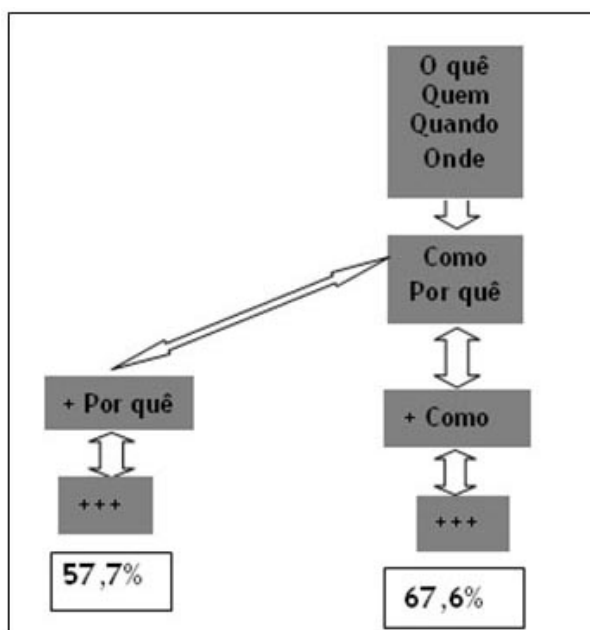 O quê
Quem
Quando
Onde
Como
Por quê
+ Por quê
+ Como
+++
+++
57,7%
67,6%